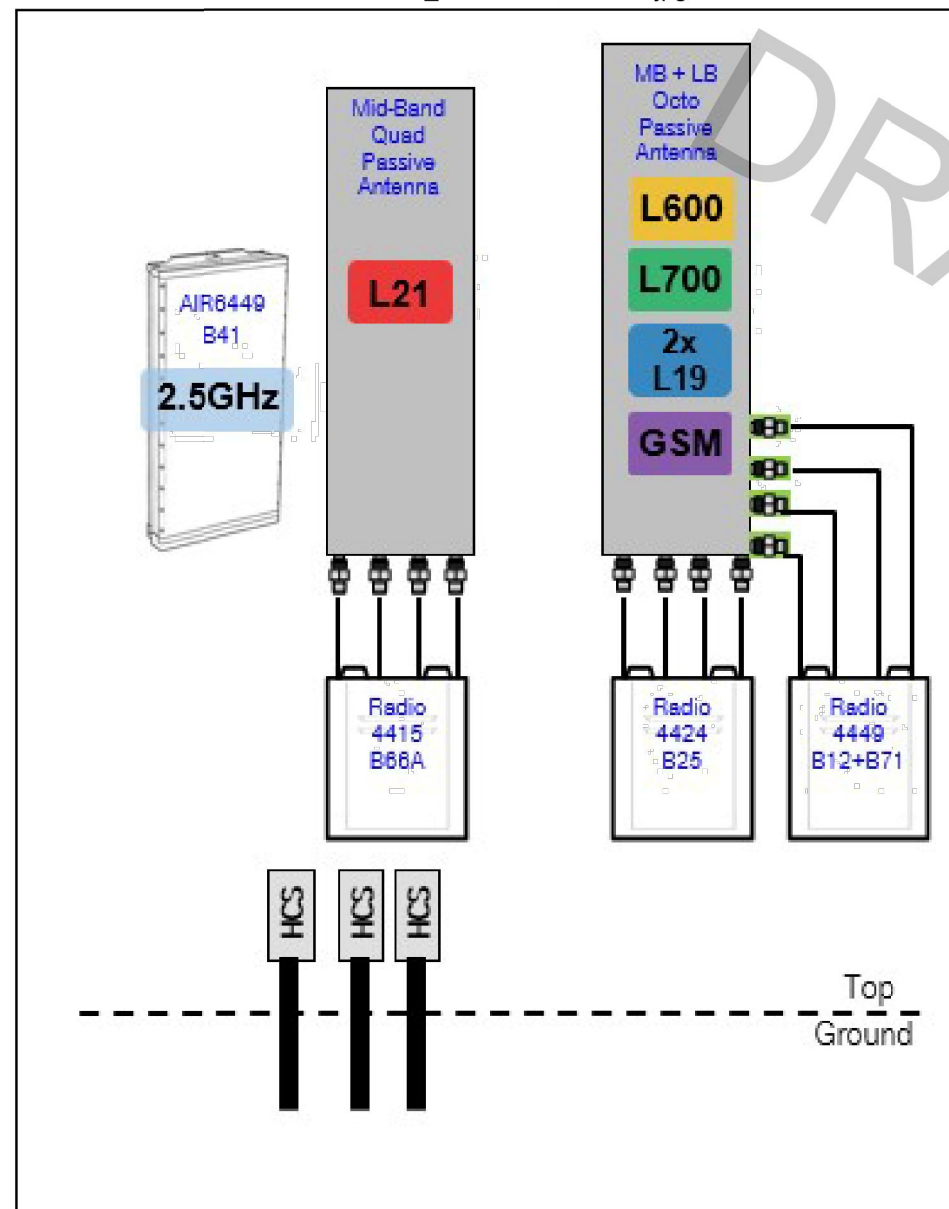 Mid-Band
Quad
Passive
Antenna
L21
MB + LB
Octo
Passive
Antenna
L600
L700
2x
L19
GSM
AIR6449
B41
2.5GHz
Radio
4415
B66A
Radio
4424
B25
Radio
4449
B12+B71
HCS
HCS
HCS
Top
Ground
DRA